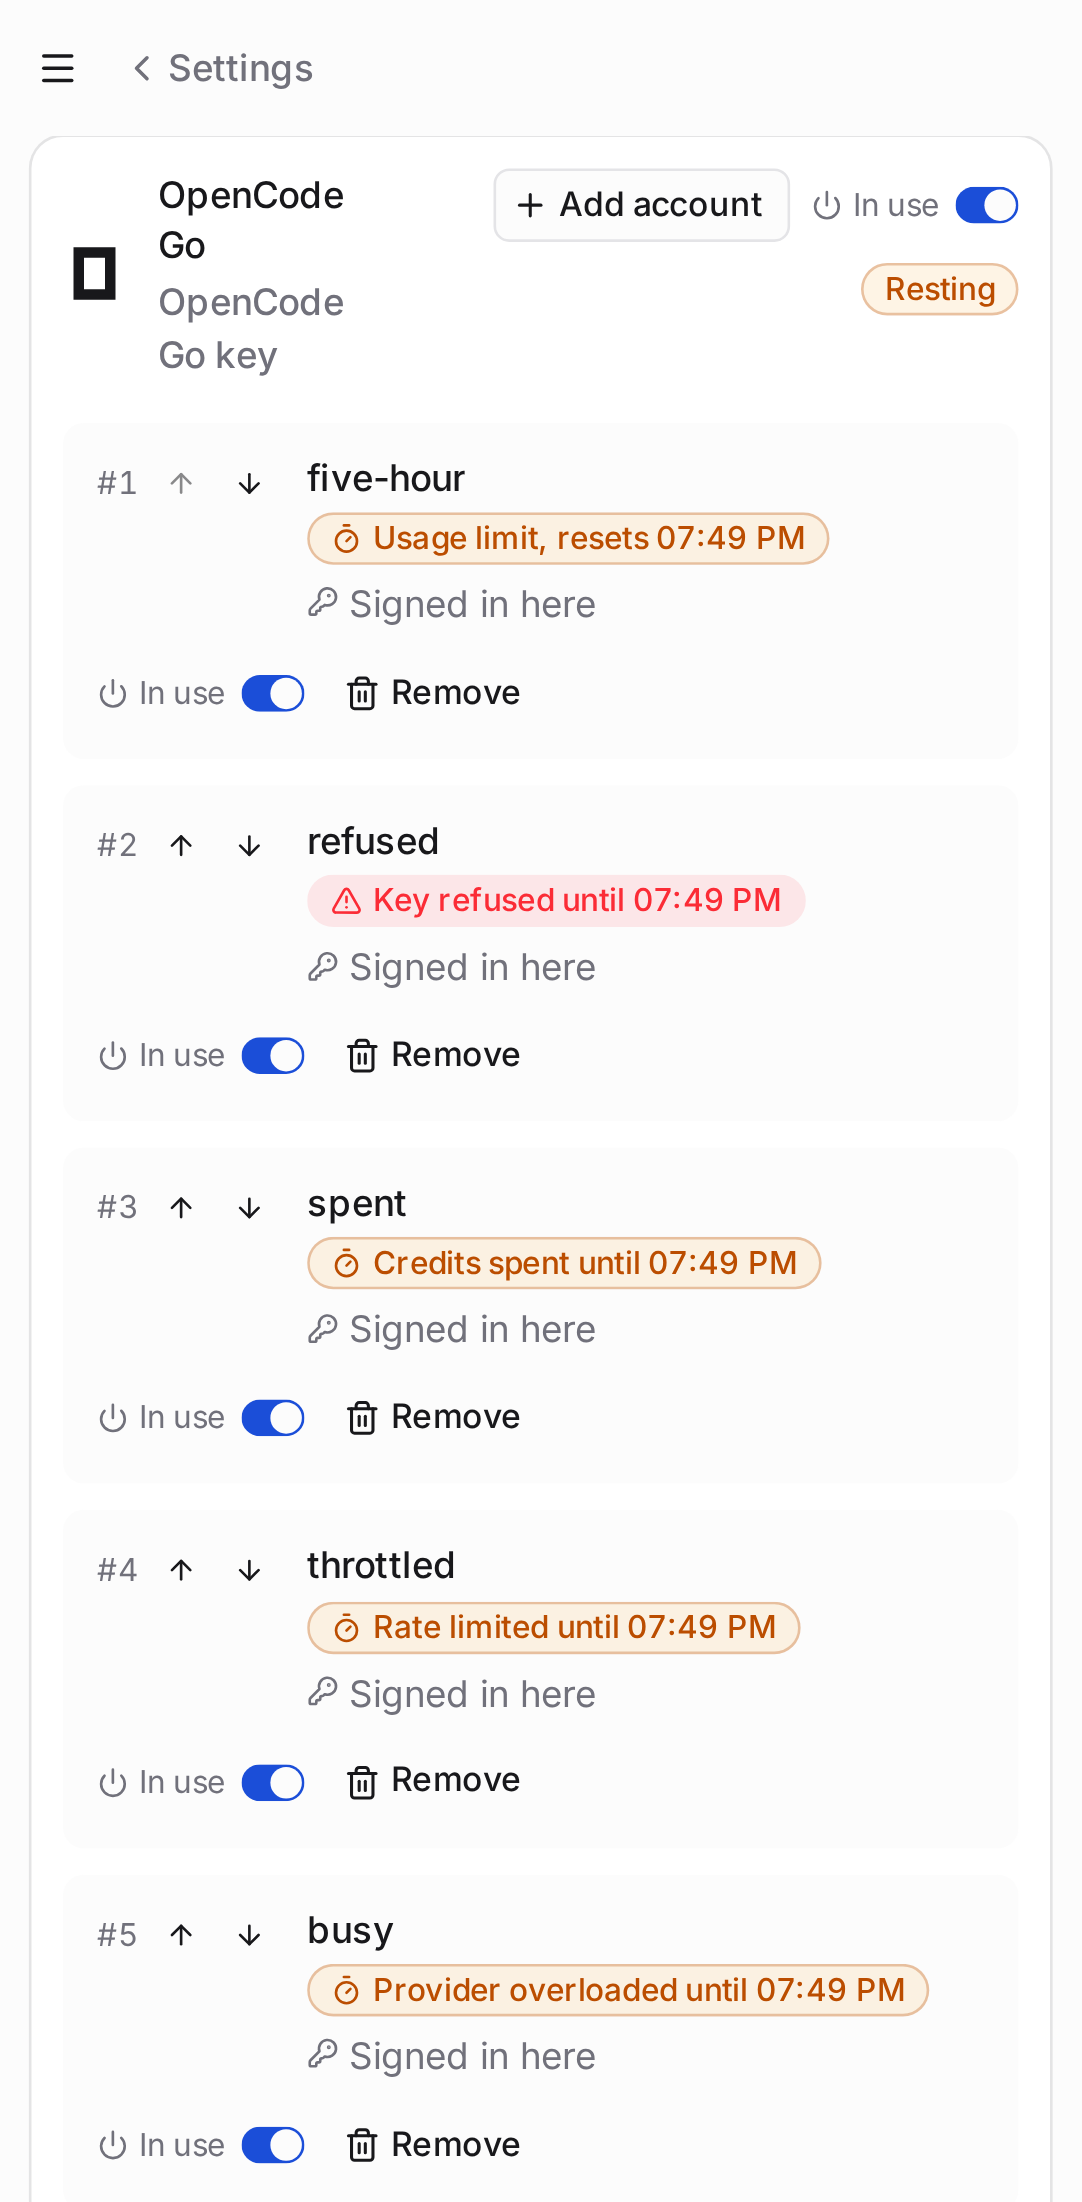 Settings
OpenCode
Go
OpenCode
Go key
Add account
In use
Resting
#1
five-hour
Usage limit, resets 07:49 PM
Signed in here
In use
Remove
#2
refused
Key refused until 07:49 PM
Signed in here
In use
Remove
#3
spent
Credits spent until 07:49 PM
Signed in here
In use
Remove
#4
throttled
Rate limited until 07:49 PM
Signed in here
In use
Remove
#5
busy
Provider overloaded until 07:49 PM
Signed in here
In use
Remove